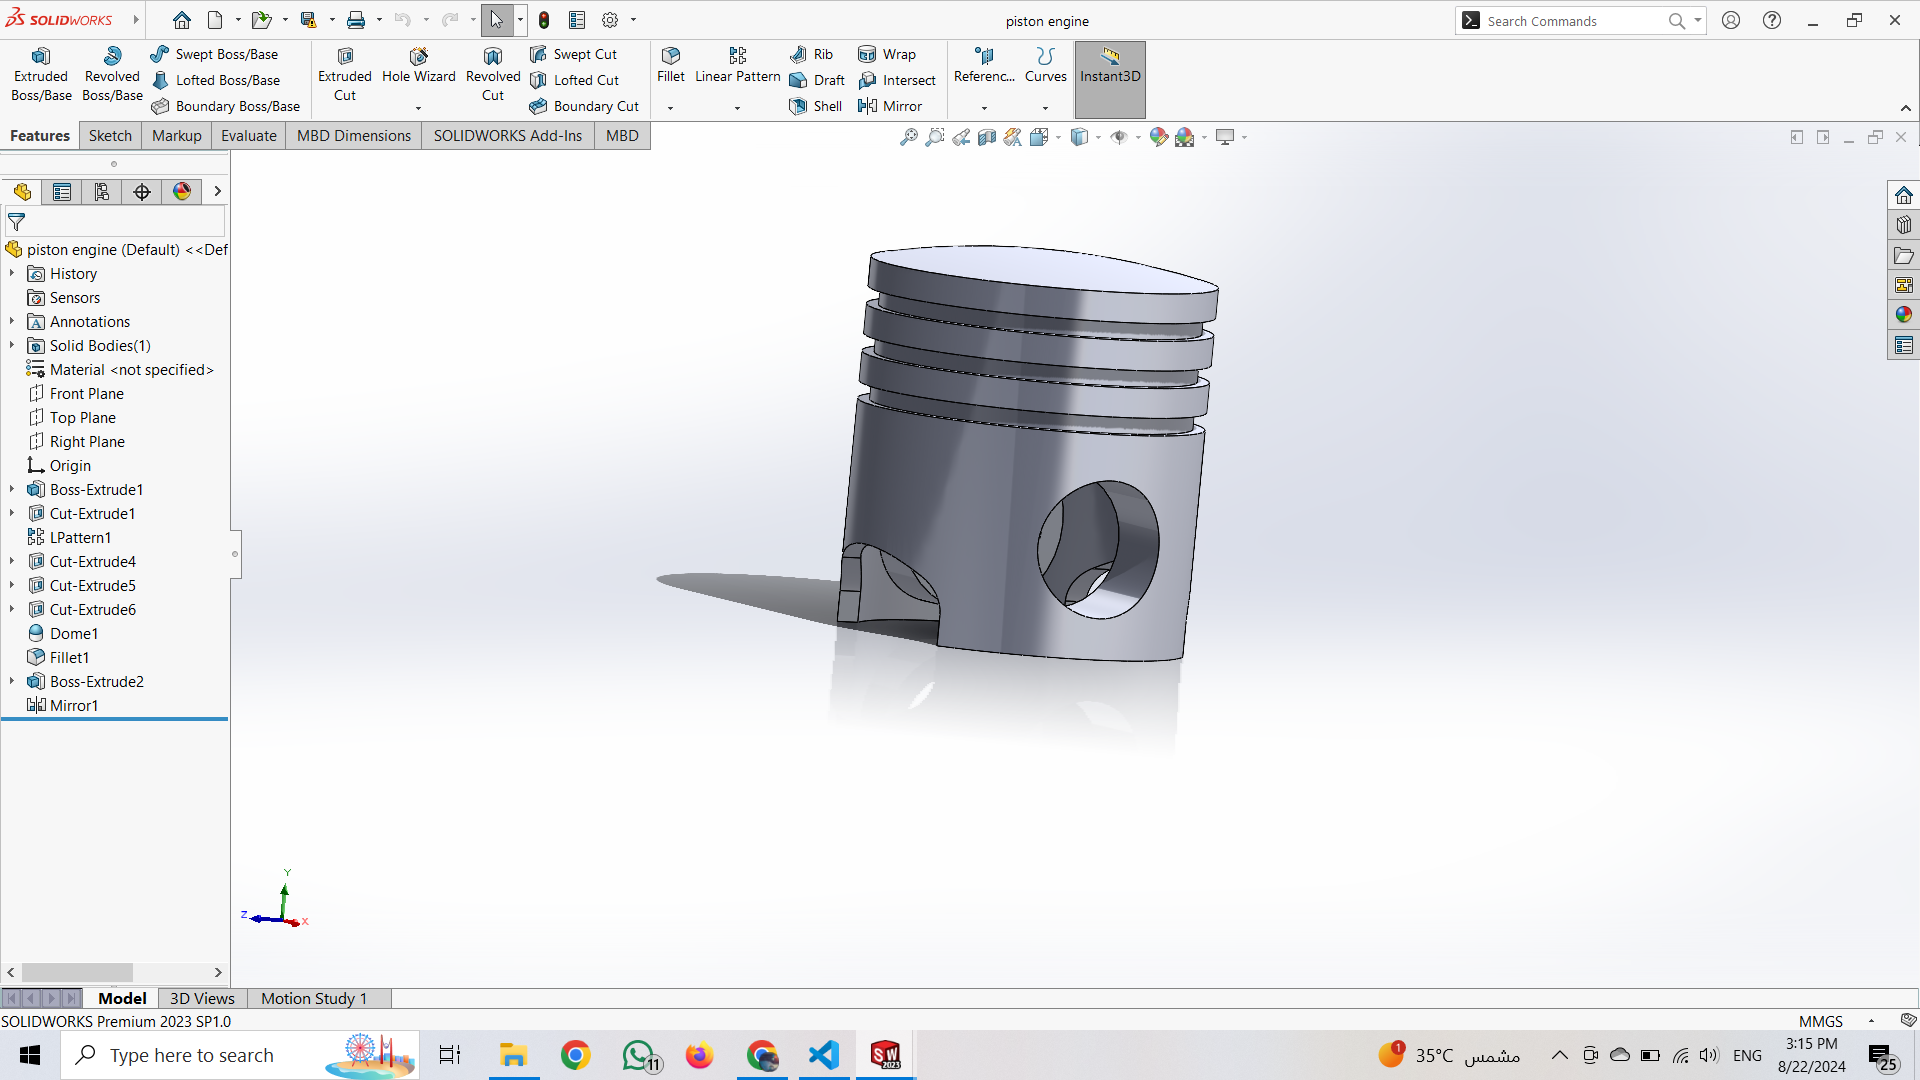 SOLIDWORKS
piston engine
Search Commands
Extruded Boss/Base
Revolved Boss/Base
Swept Boss/Base
Lofted Boss/Base
Boundary Boss/Base
Extruded Cut
Hole Wizard
Revolved Cut
Swept Cut
Lofted Cut
Boundary Cut
Fillet
Linear Pattern
Rib
Draft
Shell
Wrap
Intersect
Mirror
Referenc...
Curves
Instant3D
Features
Sketch
Markup
Evaluate
MBD Dimensions
SOLIDWORKS Add-Ins
MBD
piston engine (Default) <<Def
History
Sensors
Annotations
Solid Bodies(1)
Material <not specified>
Front Plane
Top Plane
Right Plane
Origin
Boss-Extrude1
Cut-Extrude1
LPattern1
Cut-Extrude4
Cut-Extrude5
Cut-Extrude6
Dome1
Fillet1
Boss-Extrude2
Mirror1
Y
Z
X
Model
3D Views
Motion Study 1
SOLIDWORKS Premium 2023 SP1.0
MMGS
Type here to search
11
SW
2023
1
35°C مشمس
ENG
3:15 PM
8/22/2024
25